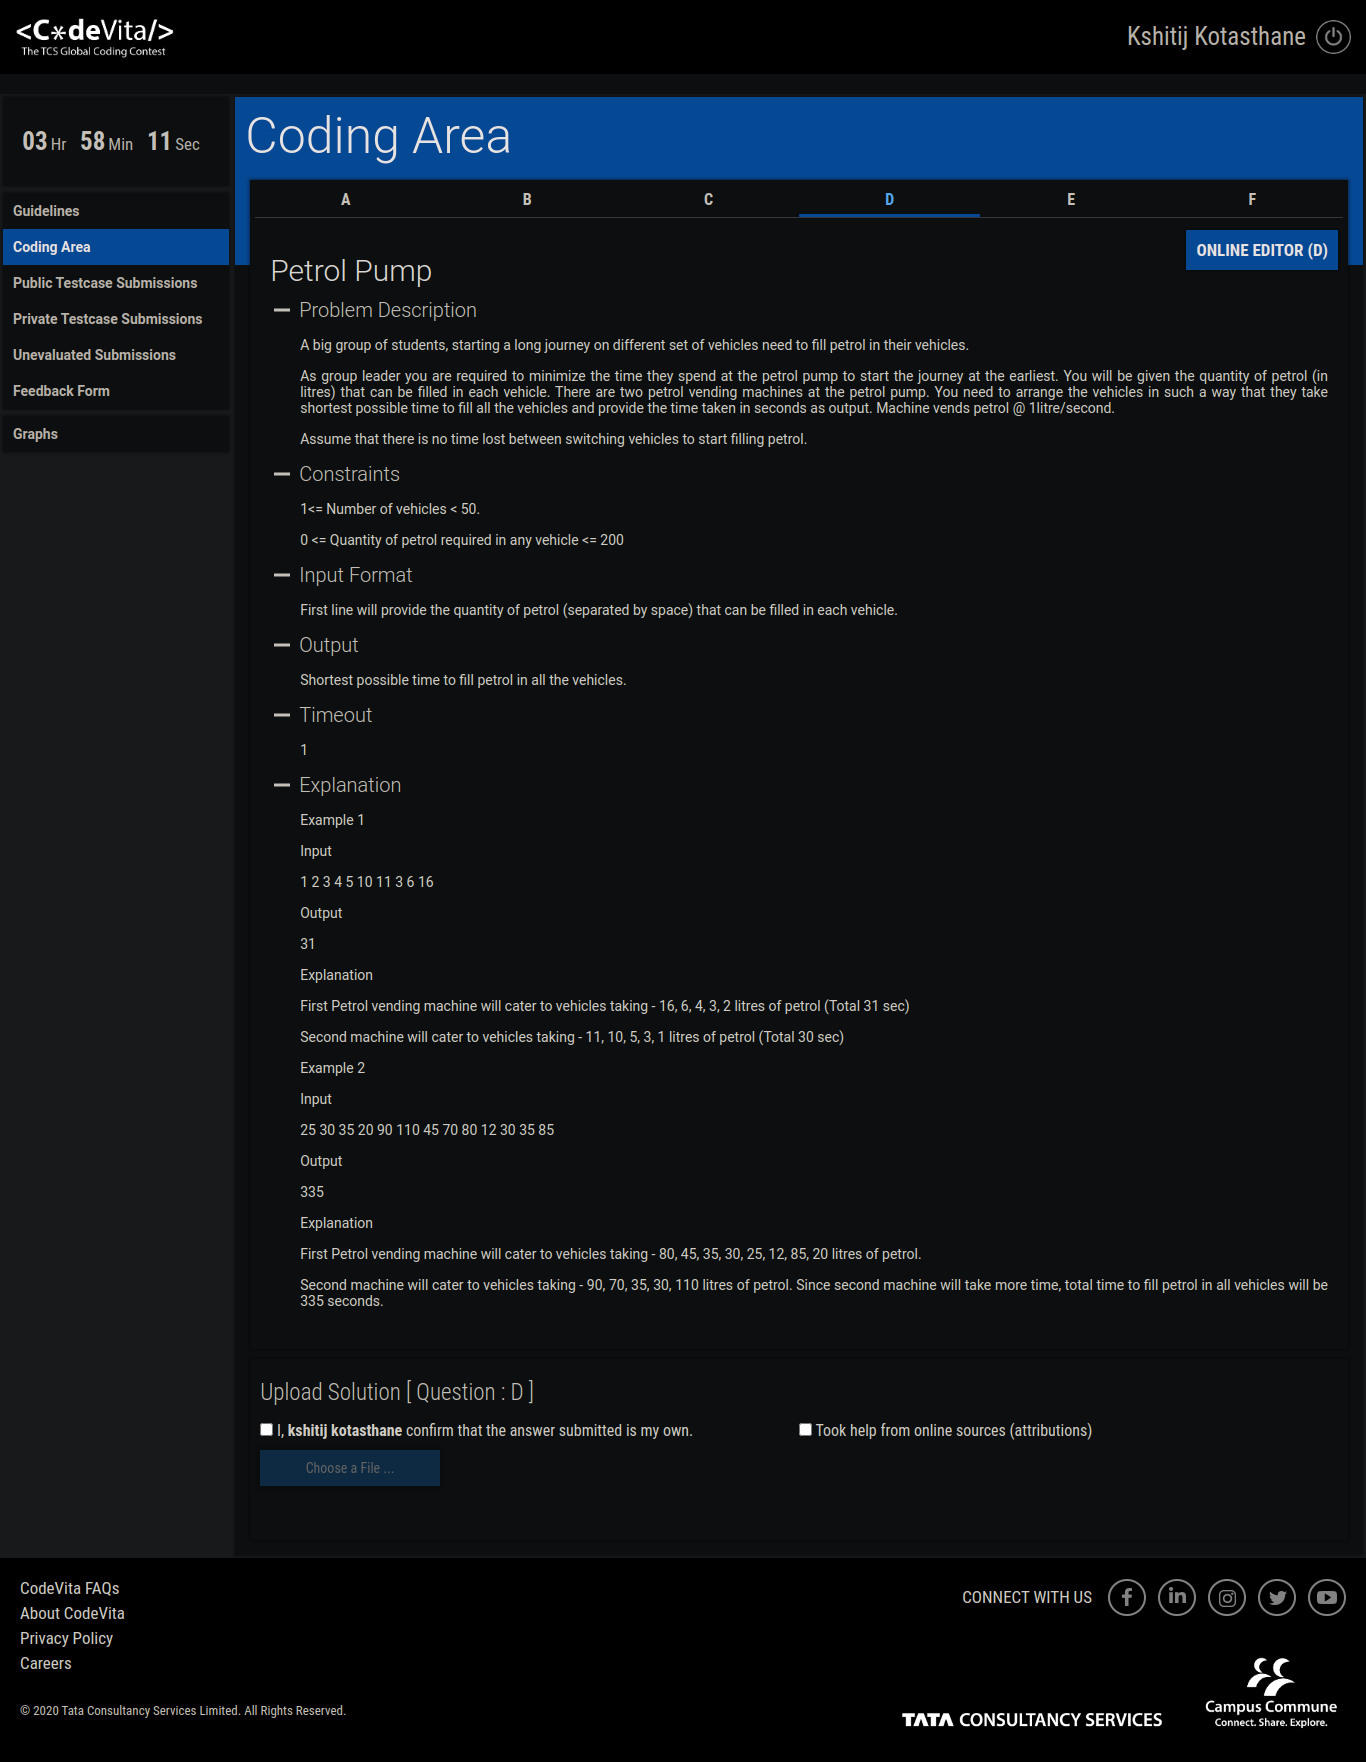 <C*deVita/>
The TCS Global Coding Contest
Kshitij Kotasthane
03 Hr 58 Min 11 Sec
Guidelines
Coding Area
Public Testcase Submissions
Private Testcase Submissions
Unevaluated Submissions
Feedback Form
Graphs
Coding Area
A B C D E F
ONLINE EDITOR (D)
Petrol Pump
Problem Description
A big group of students, starting a long journey on different set of vehicles need to fill petrol in their vehicles.
As group leader you are required to minimize the time they spend at the petrol pump to start the journey at the earliest. You will be given the quantity of petrol (in
litres) that can be filled in each vehicle. There are two petrol vending machines at the petrol pump. You need to arrange the vehicles in such a way that they take
shortest possible time to fill all the vehicles and provide the time taken in seconds as output. Machine vends petrol @ 1litre/second.
Assume that there is no time lost between switching vehicles to start filling petrol.
Constraints
1<= Number of vehicles < 50.
0 <= Quantity of petrol required in any vehicle <= 200
Input Format
First line will provide the quantity of petrol (separated by space) that can be filled in each vehicle.
Output
Shortest possible time to fill petrol in all the vehicles.
Timeout
1
Explanation
Example 1
Input
1 2 3 4 5 10 11 3 6 16
Output
31
Explanation
First Petrol vending machine will cater to vehicles taking - 16, 6, 4, 3, 2 litres of petrol (Total 31 sec)
Second machine will cater to vehicles taking - 11, 10, 5, 3, 1 litres of petrol (Total 30 sec)
Example 2
Input
25 30 35 20 90 110 45 70 80 12 30 35 85
Output
335
Explanation
First Petrol vending machine will cater to vehicles taking - 80, 45, 35, 30, 25, 12, 85, 20 litres of petrol.
Second machine will cater to vehicles taking - 90, 70, 35, 30, 110 litres of petrol. Since second machine will take more time, total time to fill petrol in all vehicles will be
335 seconds.
Upload Solution [ Question : D ]
I, kshitij kotasthane confirm that the answer submitted is my own.
Took help from online sources (attributions)
Choose a File ...
CodeVita FAQs
About CodeVita
Privacy Policy
Careers
CONNECT WITH US
© 2020 Tata Consultancy Services Limited. All Rights Reserved.
TATA CONSULTANCY SERVICES
Campus Commune
Connect. Share. Explore.